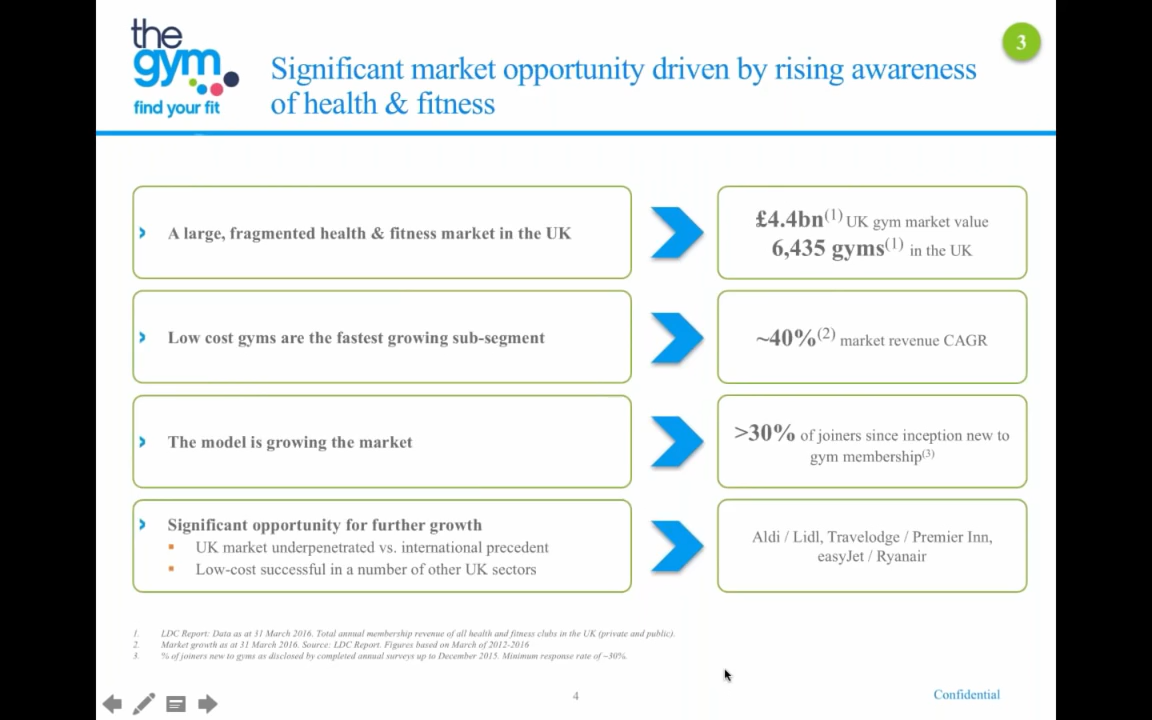 the
gym
find your fit
3
Significant market opportunity driven by rising awareness
of health & fitness
A large, fragmented health & fitness market in the UK
£4.4bn(1) UK gym market value
6,435 gyms(1) in the UK
Low cost gyms are the fastest growing sub-segment
~40%(2) market revenue CAGR
The model is growing the market
>30% of joiners since inception new to
gym membership(3)
Significant opportunity for further growth
UK market underpenetrated vs. international precedent
Low-cost successful in a number of other UK sectors
Aldi / Lidl, Travelodge / Premier Inn,
easyJet / Ryanair
1. LDC Report: Data as at 31 March 2016. Total annual membership revenue of all health and fitness clubs in the UK (private and public).
2. Market growth as at 31 March 2016. Source: LDC Report. Figures based on March of 2012-2016
3. % of joiners new to gyms as disclosed by completed annual surveys up to December 2015. Minimum response rate of ~30%.
4
Confidential